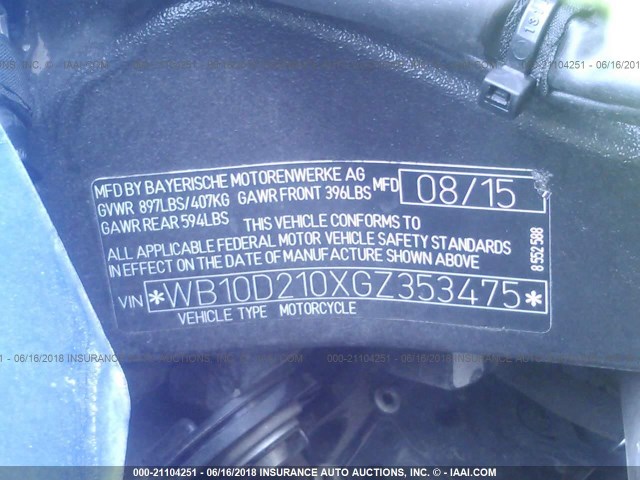 MFD BY BAYERISCHE MOTORENWERKE AG
GVWR 897LBS/407KG GAWR FRONT 396LBS
GAWR REAR 594LBS
MFD 08/15
THIS VEHICLE CONFORMS TO
ALL APPLICABLE FEDERAL MOTOR VEHICLE SAFETY STANDARDS
IN EFFECT ON THE DATE OF MANUFACTURE SHOWN ABOVE
8 552 588
VIN *WB10D210XGZ353475*
VEHICLE TYPE MOTORCYCLE
000-21104251 - 06/16/2018 INSURANCE AUTO AUCTIONS, INC. - © IAAI.COM